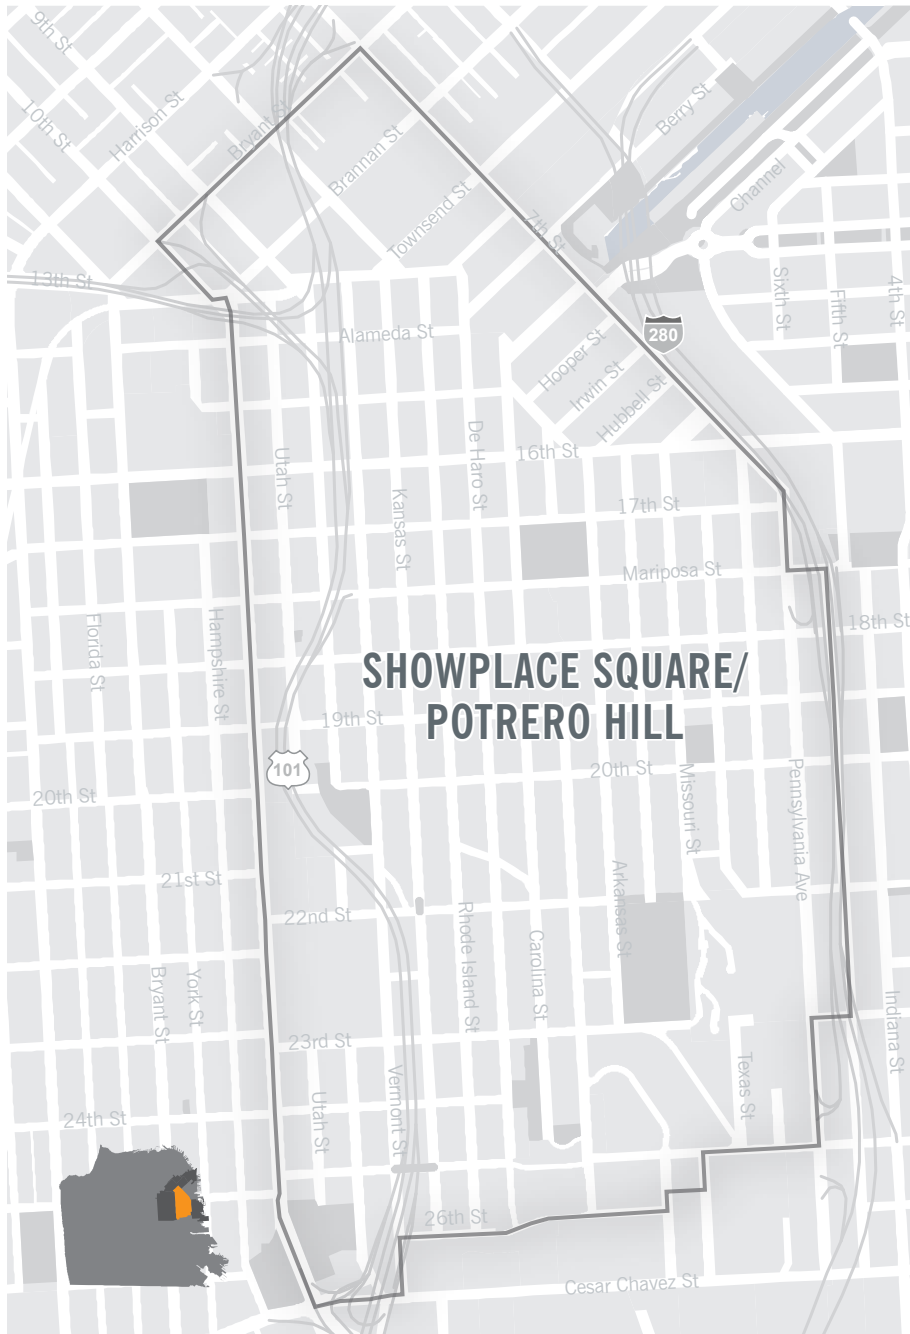 9th St
10th St
Harrison St
Bryant St
Brannan St
Townsend St
Berry St
Channel
7th St
13th St
Sixth St
Fifth St
4th St
Alameda St
280
Hooper St
Irwin St
Hubbell St
Utah St
Kansas St
De Haro St
16th St
17th St
Mariposa St
18th St
Florida St
Hampshire St
SHOWPLACE SQUARE/
POTRERO HILL
19th St
101
20th St
20th St
Missouri St
Pennsylvania Ave
21st St
22nd St
Arkansas St
Rhode Island St
Carolina St
Bryant St
York St
Indiana St
23rd St
Utah St
Vermont St
Texas St
24th St
26th St
Cesar Chavez St